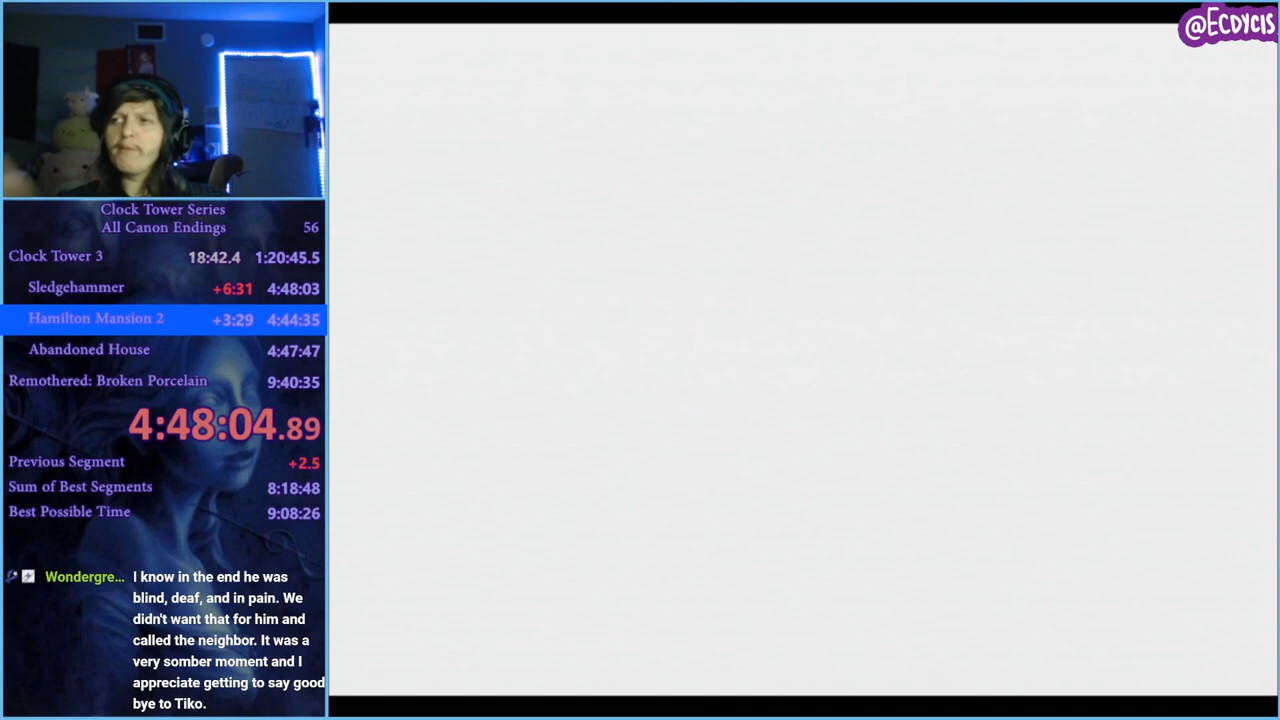 @ECDYCIS
Clock Tower Series
All Canon Endings 56
Clock Tower 3 18:42.4 1:20:45.5
Sledgehammer +6:31 4:48:03
Hamilton Mansion 2 +3:29 4:44:35
Abandoned House 4:47:47
Remothered: Broken Porcelain 9:40:35
4:48:04.89
Previous Segment +2.5
Sum of Best Segments 8:18:48
Best Possible Time 9:08:26
Wondergre... I know in the end he was
blind, deaf, and in pain. We
didn't want that for him and
called the neighbor. It was a
very somber moment and I
appreciate getting to say good
bye to Tiko.